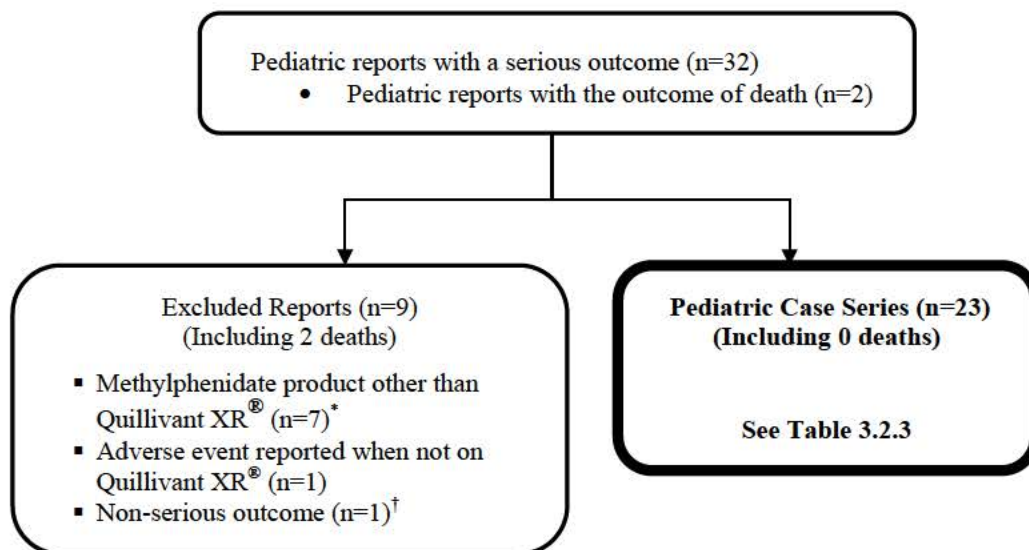 Pediatric reports with a serious outcome (n=32)
• Pediatric reports with the outcome of death (n=2)
Excluded Reports (n=9)
(Including 2 deaths)
▪ Methylphenidate product other than
Quillivant XR® (n=7)*
▪ Adverse event reported when not on
Quillivant XR® (n=1)
▪ Non-serious outcome (n=1)†
Pediatric Case Series (n=23)
(Including 0 deaths)
See Table 3.2.3